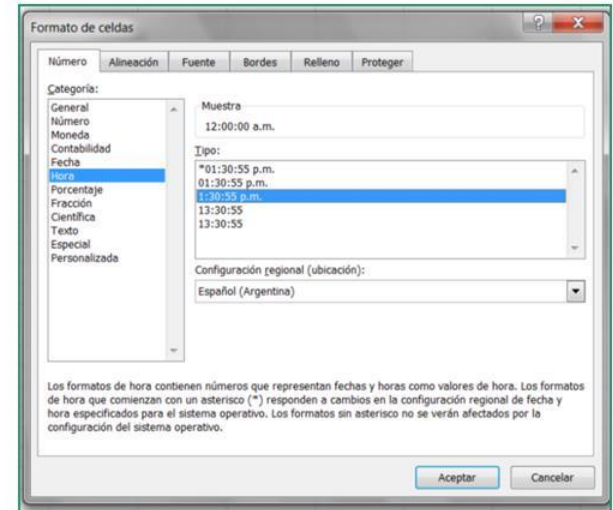 Formato de celdas
Número Alineación Fuente Bordes Relleno Proteger
Categoría:
General
Número
Moneda
Contabilidad
Fecha
Hora
Porcentaje
Fracción
Científica
Texto
Especial
Personalizada
Muestra
12:00:00 a.m.
Tipo:
*01:30:55 p.m.
01:30:55 p.m.
1:30:55 p.m.
13:30:55
13:30:55
Configuración regional (ubicación):
Español (Argentina)
Los formatos de hora contienen números que representan fechas y horas como valores de hora. Los formatos
de hora que comienzan con un asterisco (*) responden a cambios en la configuración regional de fecha y
hora especificados para el sistema operativo. Los formatos sin asterisco no se verán afectados por la
configuración del sistema operativo.
Aceptar Cancelar